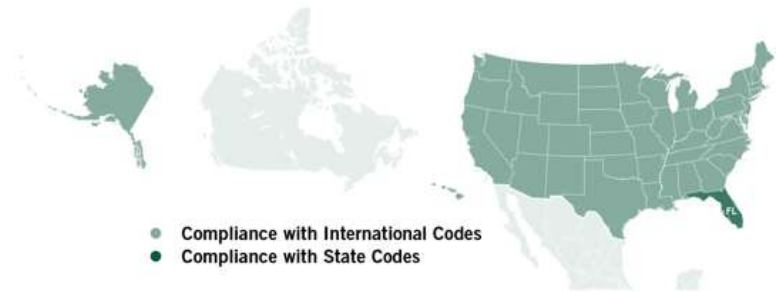 FL
Compliance with International Codes
Compliance with State Codes